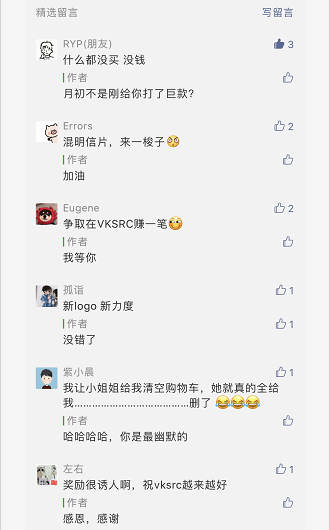 精选留言 写留言
RYP(朋友) 3
什么都没买 没钱
作者
月初不是刚给你打了巨款?
Errors 2
混明信片，来一梭子
作者
加油
Eugene 2
争取在VKSRC赚一笔
作者
我等你
孤诣 1
新logo 新力度
作者 1
没错了
紫小晨 1
我让小姐姐给我清空购物车，她就真的全给
我…………………………………删了 😂😂😂
作者
哈哈哈哈，你是最幽默的
左右 1
奖励很诱人啊，祝vksrc越来越好
作者
感恩，感谢